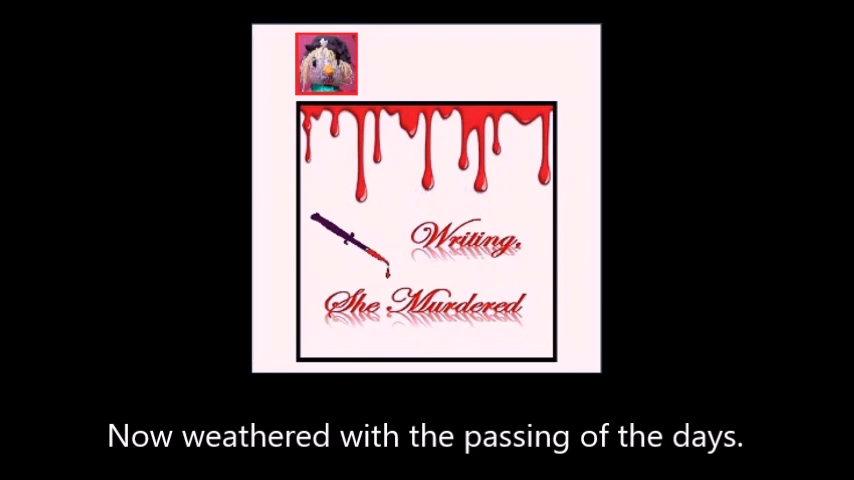 Writing,
She Murdered
Now weathered with the passing of the days.